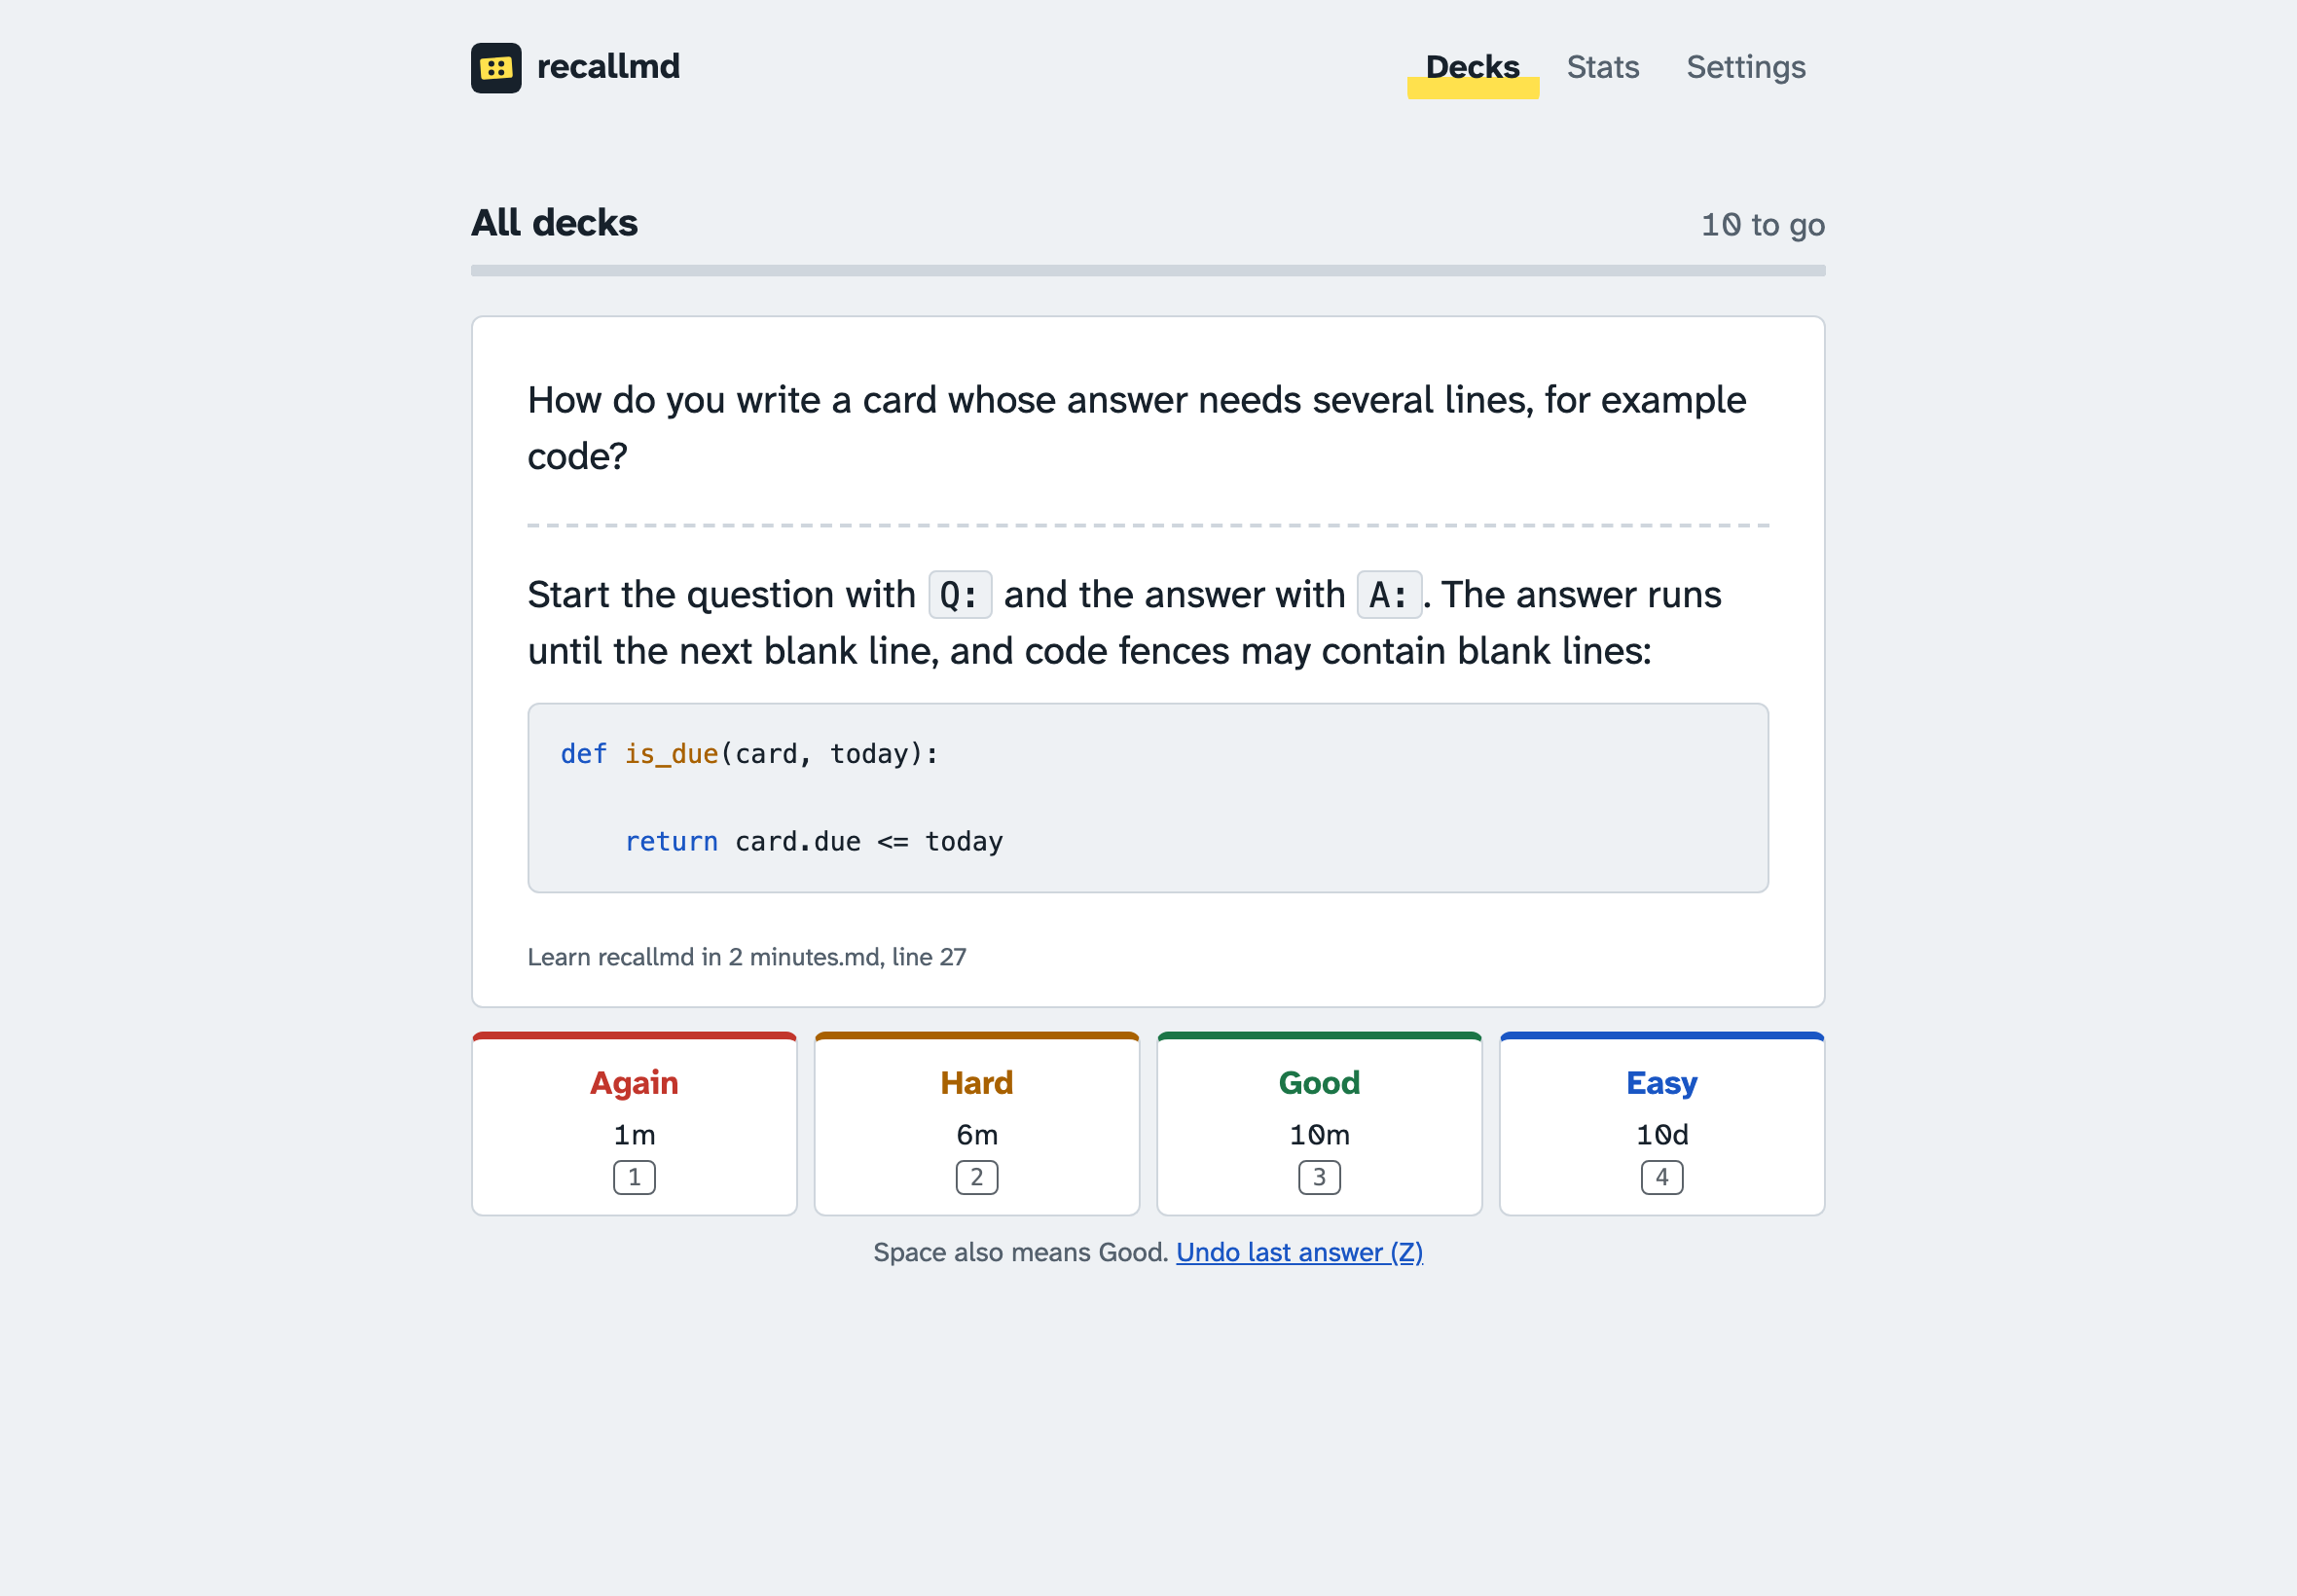 recallmd
Decks
Stats
Settings
All decks
10 to go
How do you write a card whose answer needs several lines, for example
code?
Start the question with Q: and the answer with A:. The answer runs
until the next blank line, and code fences may contain blank lines:
def is_due(card, today):
    return card.due <= today
Learn recallmd in 2 minutes.md, line 27
Again
1m
1
Hard
6m
2
Good
10m
3
Easy
10d
4
Space also means Good. Undo last answer (Z)